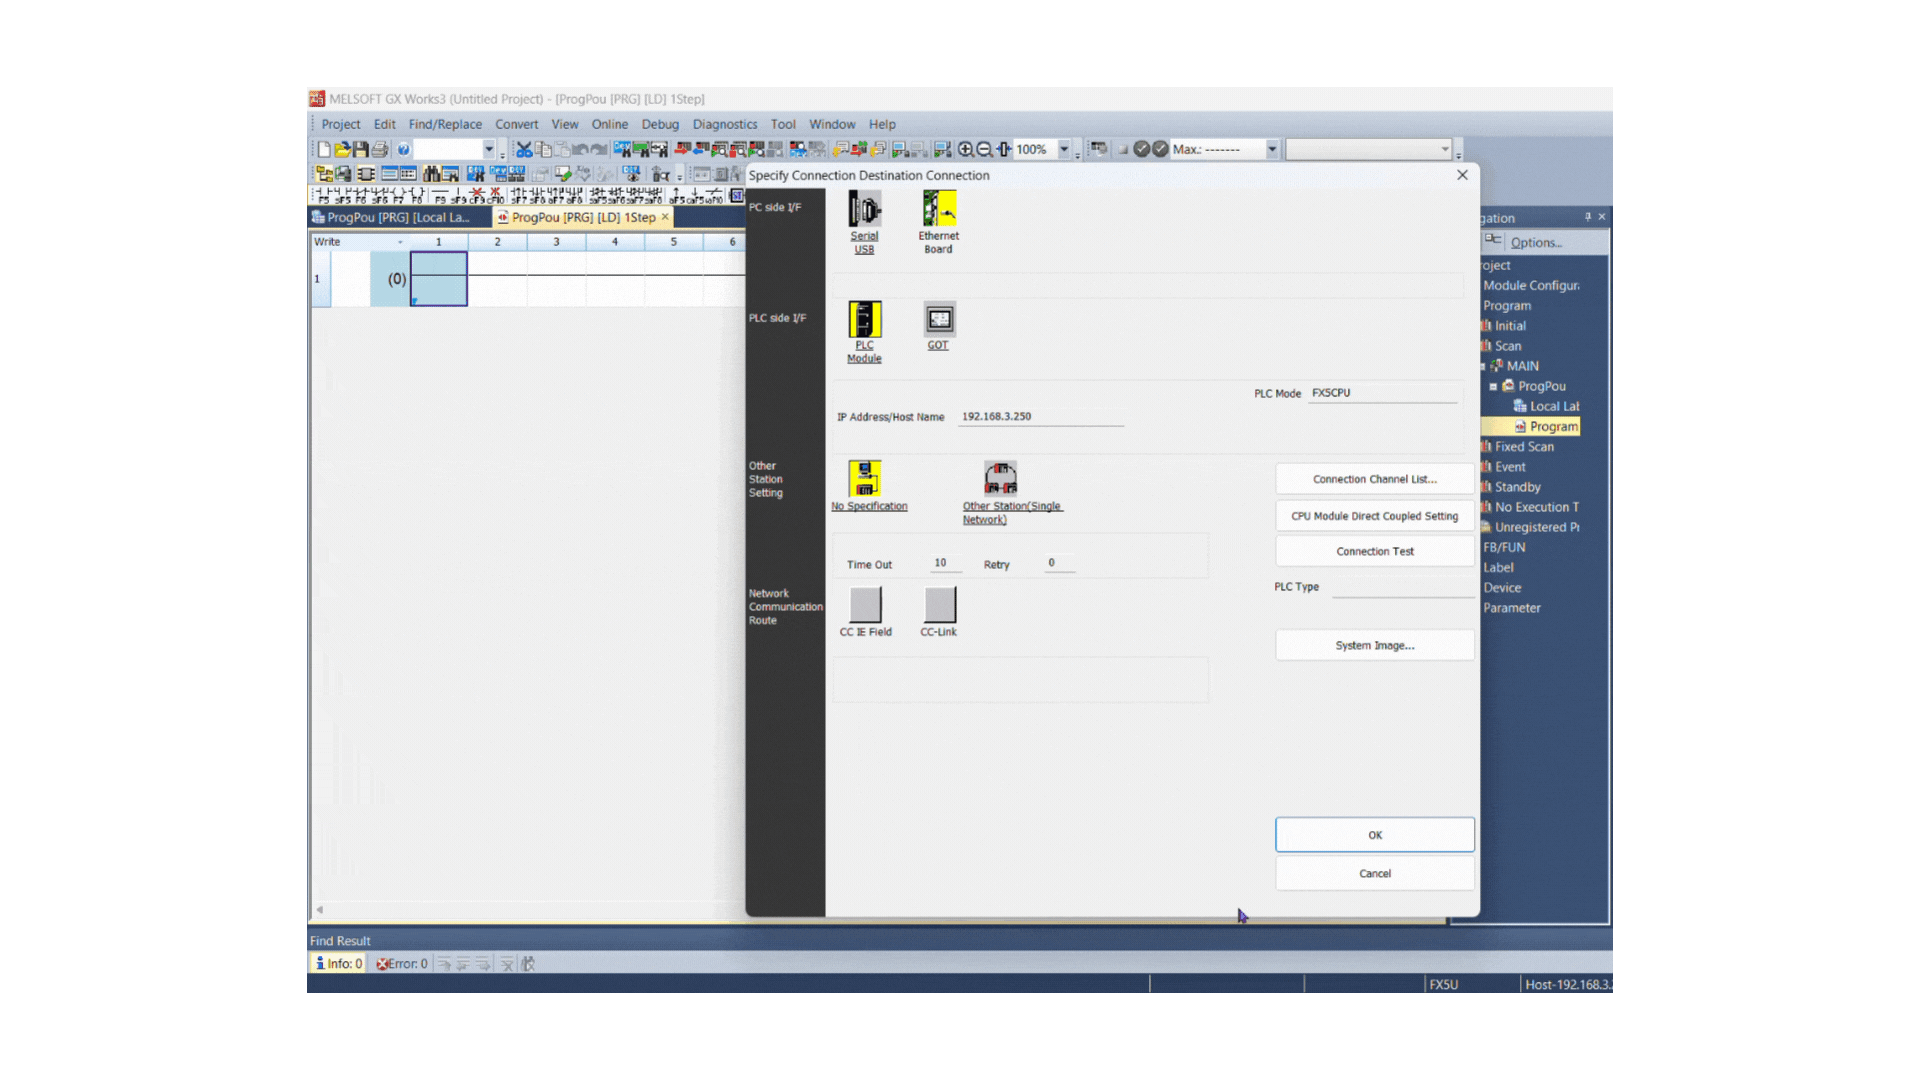 MELSOFT GX Works3 (Untitled Project) - [ProgPou [PRG] [LD] 1Step]
Project Edit Find/Replace Convert View Online Debug Diagnostics Tool Window Help
100% Max.: -------
Specify Connection Destination Connection
ProgPou [PRG] [Local La... ProgPou [PRG] [LD] 1Step
Write 1 2 3 4 5 6
1 (0)
PC side I/F
Serial
USB
Ethernet
Board
PLC side I/F
PLC
Module
GOT
PLC Mode FX5CPU
IP Address/Host Name 192.168.3.250
Other
Station
Setting
No Specification
Other Station(Single
Network)
Time Out 10 Retry 0
Network
Communication
Route
CC IE Field
CC-Link
Connection Channel List...
CPU Module Direct Coupled Setting
Connection Test
PLC Type
System Image...
OK
Cancel
gation
Options...
oject
Module Configur
Program
Initial
Scan
MAIN
ProgPou
Local Lab
Program
Fixed Scan
Event
Standby
No Execution T
Unregistered Pr
FB/FUN
Label
Device
Parameter
Find Result
Info: 0 Error: 0
FX5U Host-192.168.3.